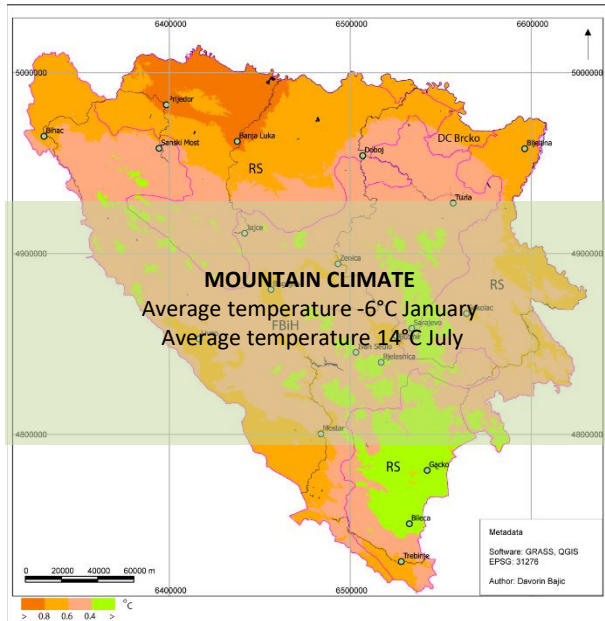 6400000
6500000
6600000
5000000
Prijedor
Bihac
Banja Luka
Sanski Most
Doboj
DC Brcko
Bijeljina
RS
Tuzla
4900000
Jajce
Zenica
MOUNTAIN CLIMATE
RS
Average temperature -6°C January
FBiH
Sarajevo
Average temperature 14°C July
Ivan Sedlo
Bjelasnica
Mostar
4800000
RS
Gacko
Bileca
Metadata
Software: GRASS, QGIS
EPSG: 31276
Author: Davorin Bajic
Trebinje
0 20000 40000 60000 m
6400000
6500000
°C
> 0.8 0.6 0.4 >